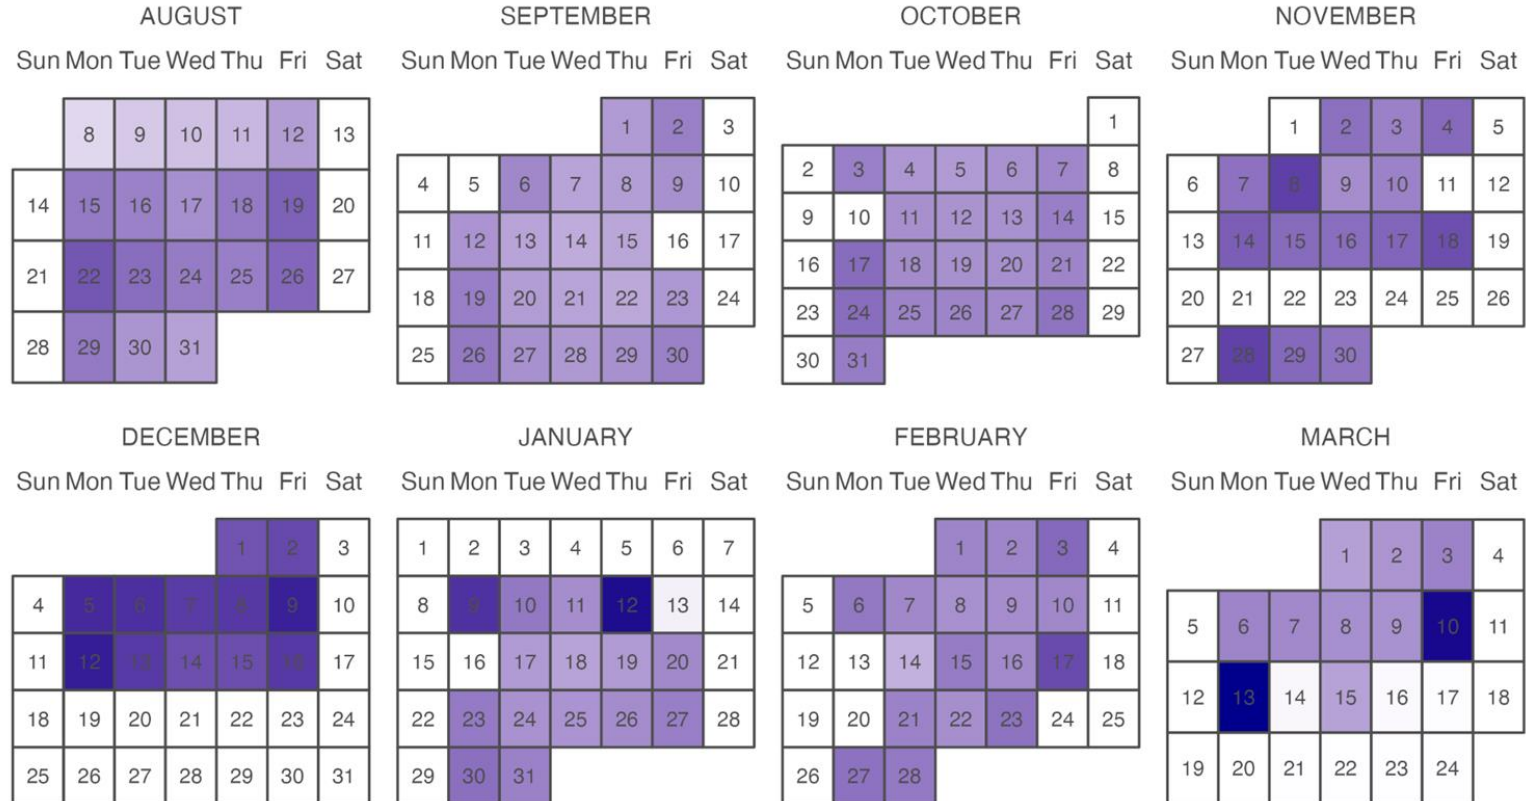 AUGUST
Sun Mon Tue Wed Thu Fri Sat
8 9 10 11 12 13
14 15 16 17 18 19 20
21 22 23 24 25 26 27
28 29 30 31
SEPTEMBER
Sun Mon Tue Wed Thu Fri Sat
1 2 3
4 5 6 7 8 9 10
11 12 13 14 15 16 17
18 19 20 21 22 23 24
25 26 27 28 29 30
OCTOBER
Sun Mon Tue Wed Thu Fri Sat
1
2 3 4 5 6 7 8
9 10 11 12 13 14 15
16 17 18 19 20 21 22
23 24 25 26 27 28 29
30 31
NOVEMBER
Sun Mon Tue Wed Thu Fri Sat
1 2 3 4 5
6 7 8 9 10 11 12
13 14 15 16 17 18 19
20 21 22 23 24 25 26
27 28 29 30
DECEMBER
Sun Mon Tue Wed Thu Fri Sat
1 2 3
4 5 6 7 8 9 10
11 12 13 14 15 16 17
18 19 20 21 22 23 24
25 26 27 28 29 30 31
JANUARY
Sun Mon Tue Wed Thu Fri Sat
1 2 3 4 5 6 7
8 9 10 11 12 13 14
15 16 17 18 19 20 21
22 23 24 25 26 27 28
29 30 31
FEBRUARY
Sun Mon Tue Wed Thu Fri Sat
1 2 3 4
5 6 7 8 9 10 11
12 13 14 15 16 17 18
19 20 21 22 23 24 25
26 27 28
MARCH
Sun Mon Tue Wed Thu Fri Sat
1 2 3 4
5 6 7 8 9 10 11
12 13 14 15 16 17 18
19 20 21 22 23 24